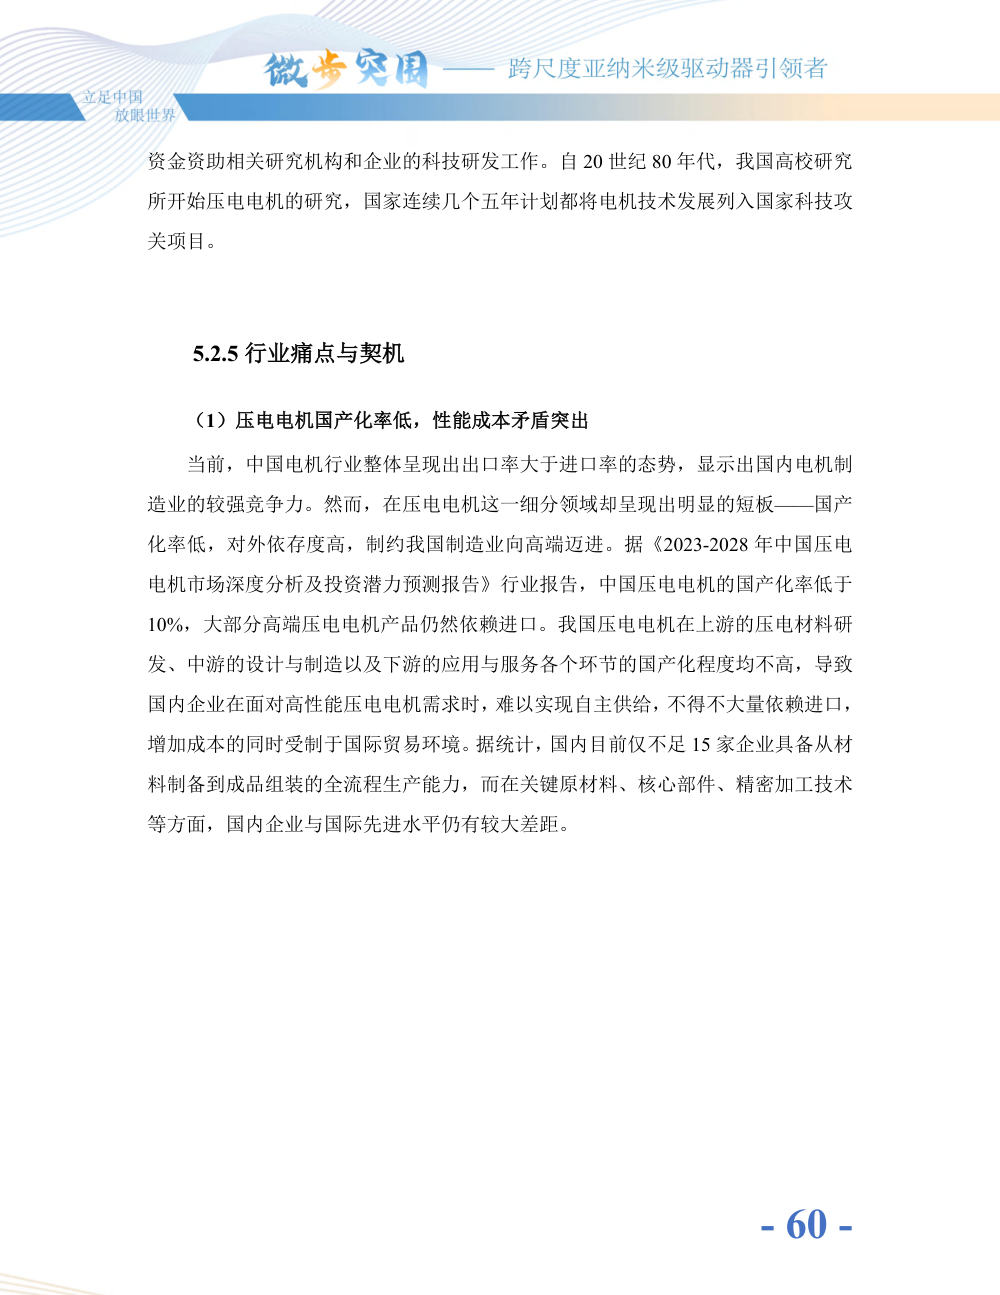 微步突围 —— 跨尺度亚纳米级驱动器引领者
立足中国
放眼世界
资金资助相关研究机构和企业的科技研发工作。自 20 世纪 80 年代，我国高校研究
所开始压电电机的研究，国家连续几个五年计划都将电机技术发展列入国家科技攻
关项目。
5.2.5 行业痛点与契机
（1）压电电机国产化率低，性能成本矛盾突出
当前，中国电机行业整体呈现出出口率大于进口率的态势，显示出国内电机制
造业的较强竞争力。然而，在压电电机这一细分领域却呈现出明显的短板——国产
化率低，对外依存度高，制约我国制造业向高端迈进。据《2023-2028 年中国压电
电机市场深度分析及投资潜力预测报告》行业报告，中国压电电机的国产化率低于
10%，大部分高端压电电机产品仍然依赖进口。我国压电电机在上游的压电材料研
发、中游的设计与制造以及下游的应用与服务各个环节的国产化程度均不高，导致
国内企业在面对高性能压电电机需求时，难以实现自主供给，不得不大量依赖进口，
增加成本的同时受制于国际贸易环境。据统计，国内目前仅不足 15 家企业具备从材
料制备到成品组装的全流程生产能力，而在关键原材料、核心部件、精密加工技术
等方面，国内企业与国际先进水平仍有较大差距。
- 60 -